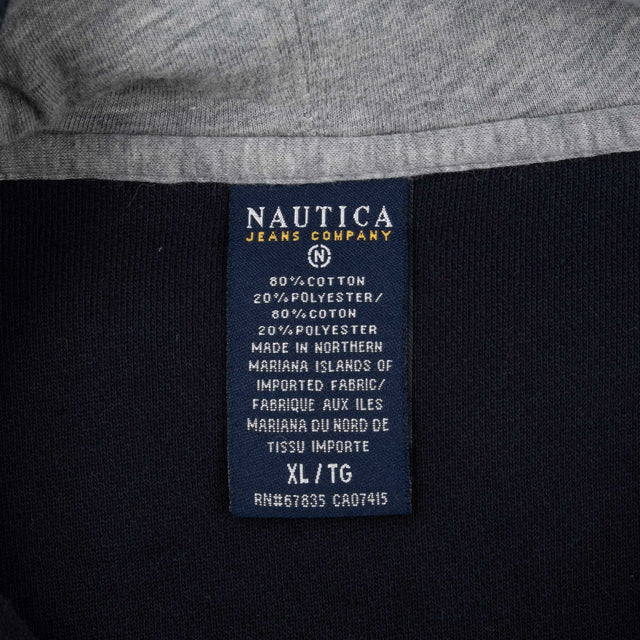 NAUTICA
JEANS COMPANY
N
80% COTTON
20% POLYESTER/
80% COTON
20% POLYESTER
MADE IN NORTHERN
MARIANA ISLANDS OF
IMPORTED FABRIC/
FABRIQUE AUX ILES
MARIANA DU NORD DE
TISSU IMPORTE
XL/TG
RN#67835 CA07415